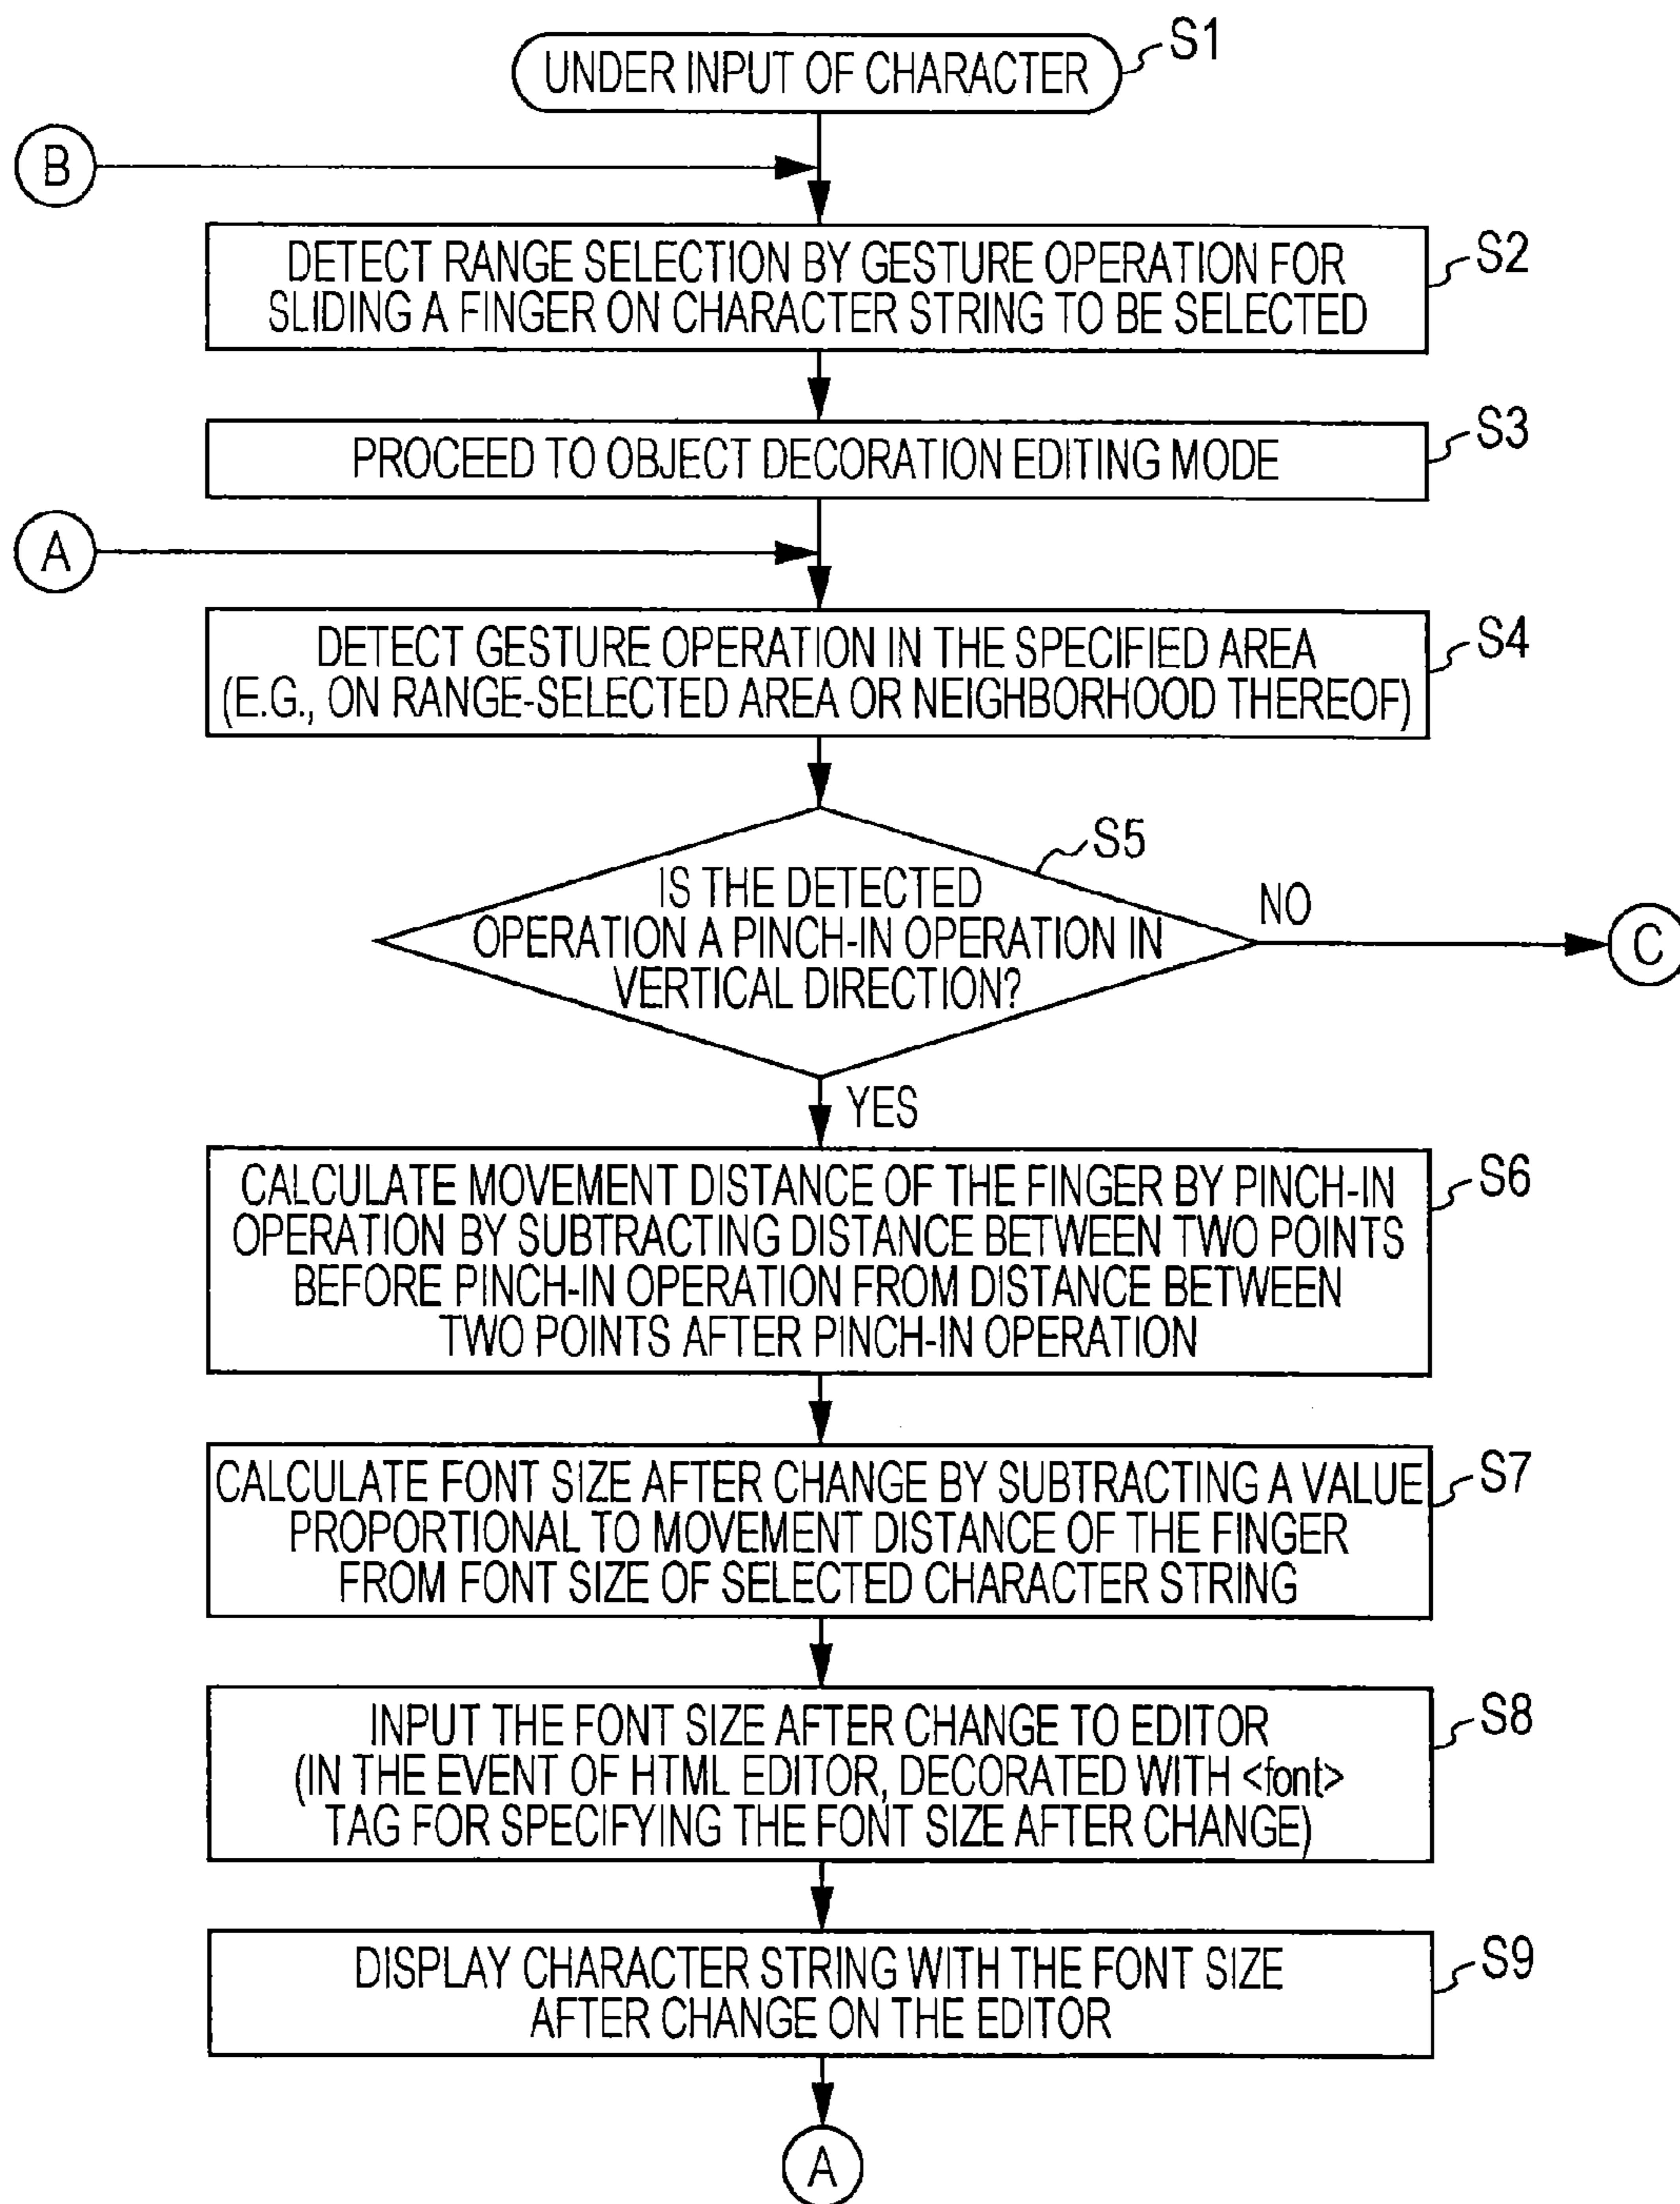 UNDER INPUT OF CHARACTER
S1
B
DETECT RANGE SELECTION BY GESTURE OPERATION FOR
SLIDING A FINGER ON CHARACTER STRING TO BE SELECTED
S2
PROCEED TO OBJECT DECORATION EDITING MODE
S3
A
DETECT GESTURE OPERATION IN THE SPECIFIED AREA
(E.G., ON RANGE-SELECTED AREA OR NEIGHBORHOOD THEREOF)
S4
IS THE DETECTED
OPERATION A PINCH-IN OPERATION IN
VERTICAL DIRECTION?
S5
NO
C
YES
CALCULATE MOVEMENT DISTANCE OF THE FINGER BY PINCH-IN
OPERATION BY SUBTRACTING DISTANCE BETWEEN TWO POINTS
BEFORE PINCH-IN OPERATION FROM DISTANCE BETWEEN
TWO POINTS AFTER PINCH-IN OPERATION
S6
CALCULATE FONT SIZE AFTER CHANGE BY SUBTRACTING A VALUE
PROPORTIONAL TO MOVEMENT DISTANCE OF THE FINGER
FROM FONT SIZE OF SELECTED CHARACTER STRING
S7
INPUT THE FONT SIZE AFTER CHANGE TO EDITOR
(IN THE EVENT OF HTML EDITOR, DECORATED WITH <font>
TAG FOR SPECIFYING THE FONT SIZE AFTER CHANGE)
S8
DISPLAY CHARACTER STRING WITH THE FONT SIZE
AFTER CHANGE ON THE EDITOR
S9
A